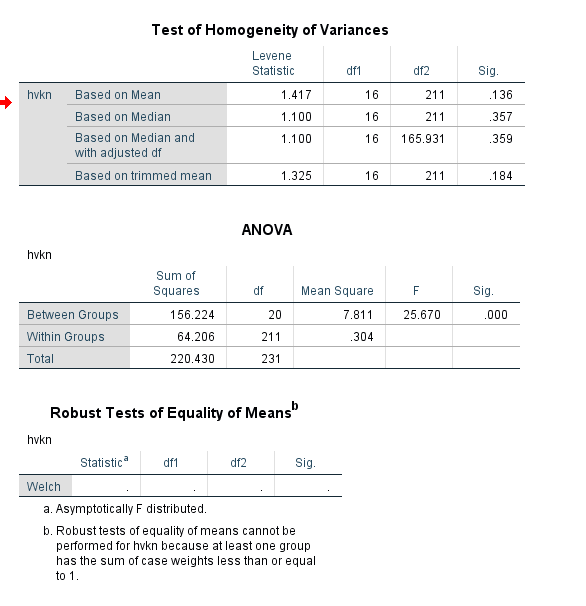 Test of Homogeneity of Variances
Levene
Statistic df1 df2 Sig.
hvkn Based on Mean 1.417 16 211 .136
Based on Median 1.100 16 211 .357
Based on Median and 1.100 16 165.931 .359
with adjusted df
Based on trimmed mean 1.325 16 211 .184
ANOVA
hvkn
Sum of
Squares df Mean Square F Sig.
Between Groups 156.224 20 7.811 25.670 .000
Within Groups 64.206 211 .304
Total 220.430 231
Robust Tests of Equality of Means^b
hvkn
Statistic^a df1 df2 Sig.
Welch . . . .
a. Asymptotically F distributed.
b. Robust tests of equality of means cannot be
performed for hvkn because at least one group
has the sum of case weights less than or equal
to 1.